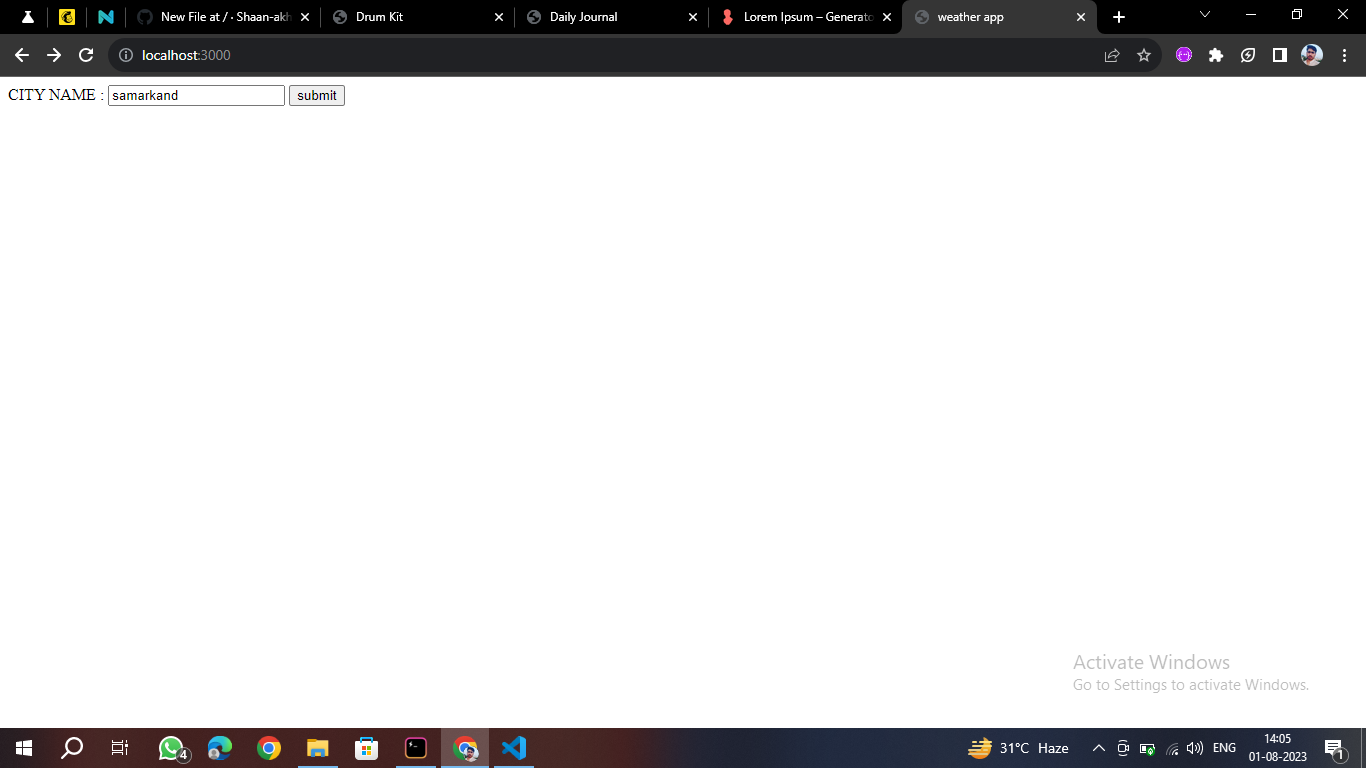 New File at / · Shaan-akh
Drum Kit
Daily Journal
Lorem Ipsum – Generato
weather app
localhost:3000
CITY NAME : samarkand submit
Activate Windows
Go to Settings to activate Windows.
4
31°C Haze
ENG
14:05
01-08-2023
1